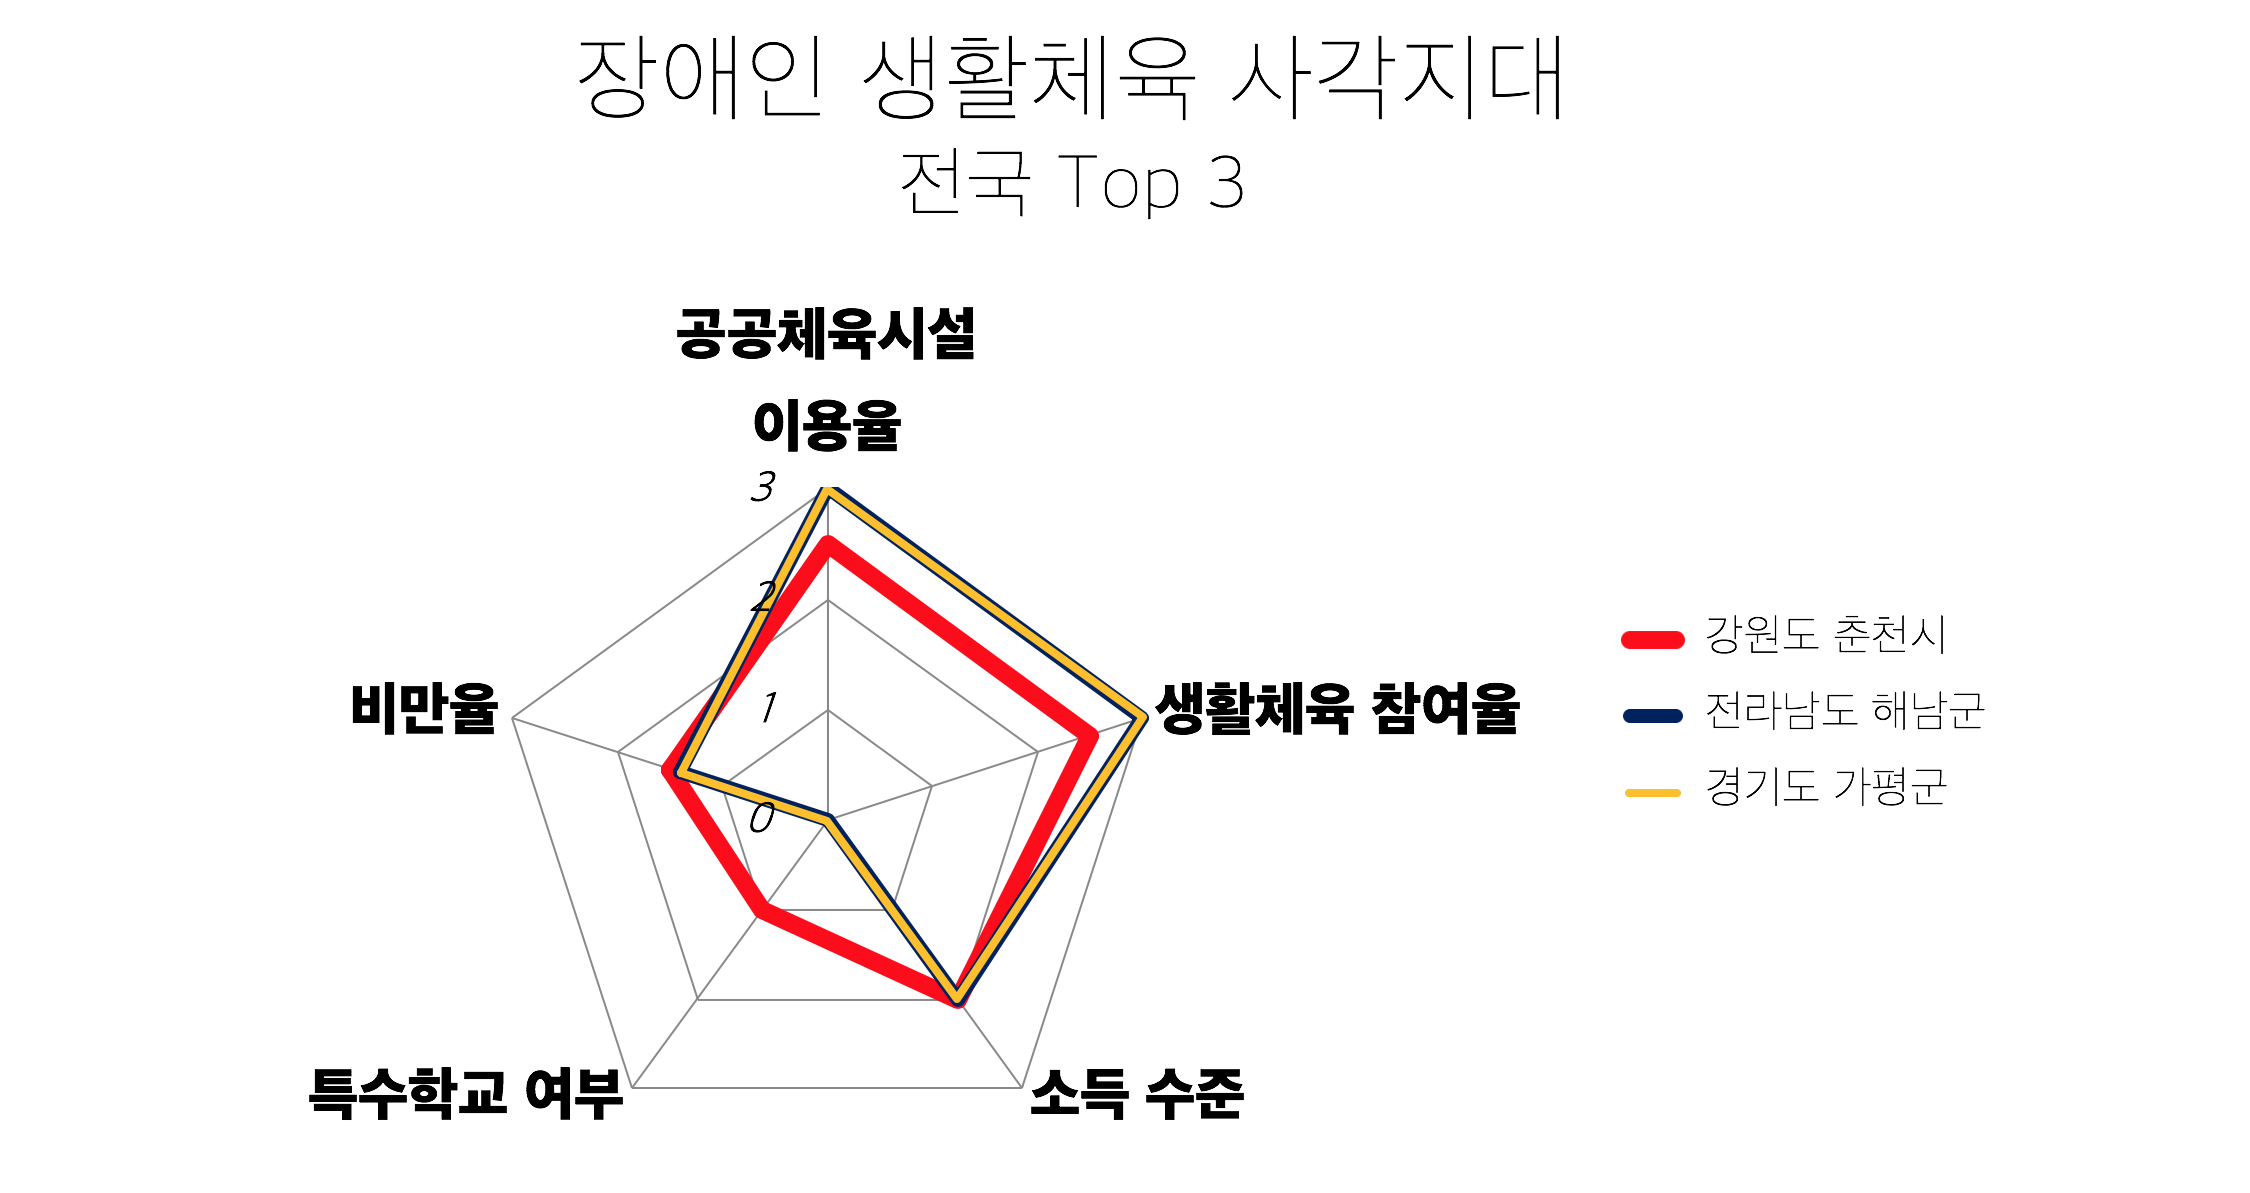 장애인 생활체육 사각지대
전국 Top 3
공공체육시설
이용율
3
2
1
0
비만율
생활체육 참여율
특수학교 여부
소득 수준
강원도 춘천시
전라남도 해남군
경기도 가평군